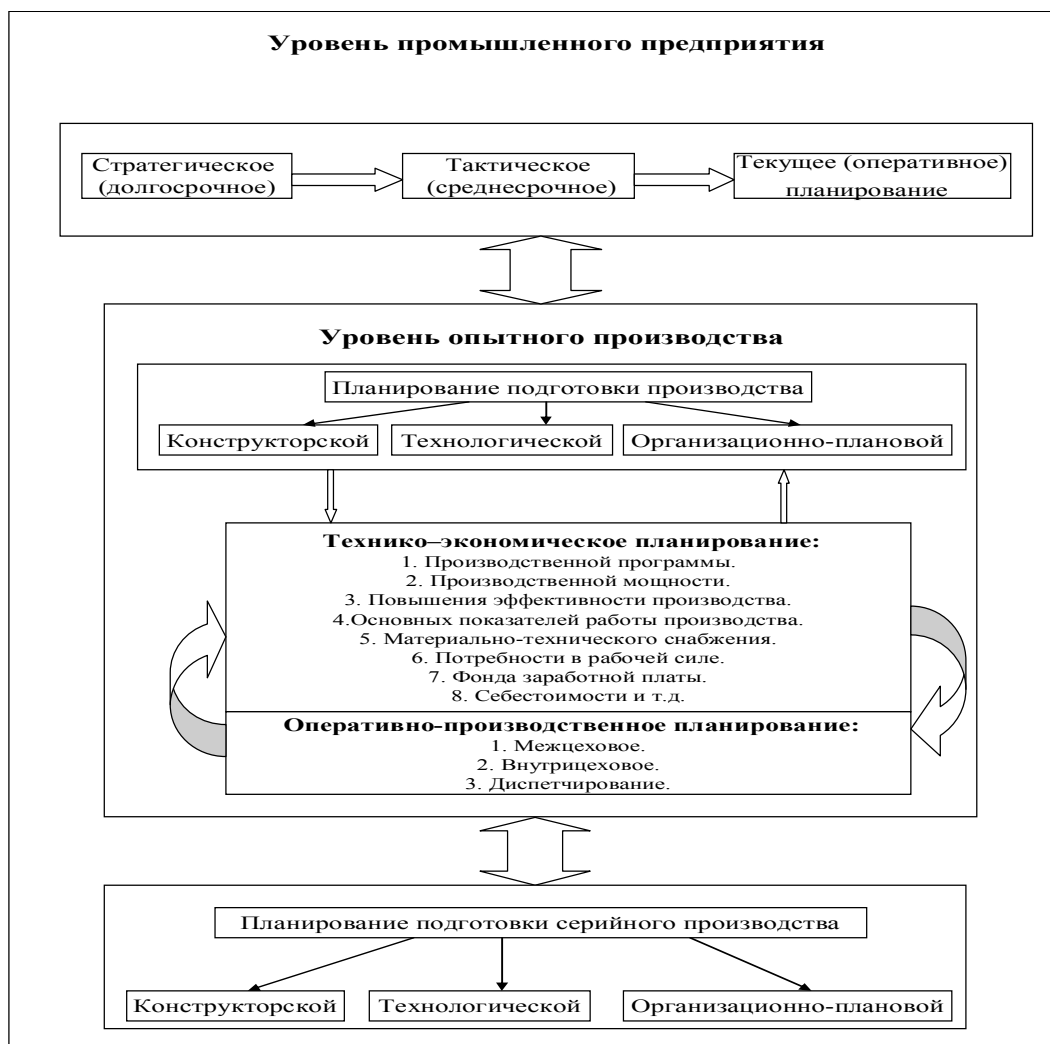 Уровень промышленного предприятия
Стратегическое
(долгосрочное)
Тактическое
(среднесрочное)
Текущее (оперативное)
планирование
Уровень опытного производства
Планирование подготовки производства
Конструкторской
Технологической
Организационно-плановой
Технико–экономическое планирование:
1. Производственной программы.
2. Производственной мощности.
3. Повышения эффективности производства.
4.Основных показателей работы производства.
5. Материально-технического снабжения.
6. Потребности в рабочей силе.
7. Фонда заработной платы.
8. Себестоимости и т.д.
Оперативно-производственное планирование:
1. Межцеховое.
2. Внутрицеховое.
3. Диспетчирование.
Планирование подготовки серийного производства
Конструкторской
Технологической
Организационно-плановой